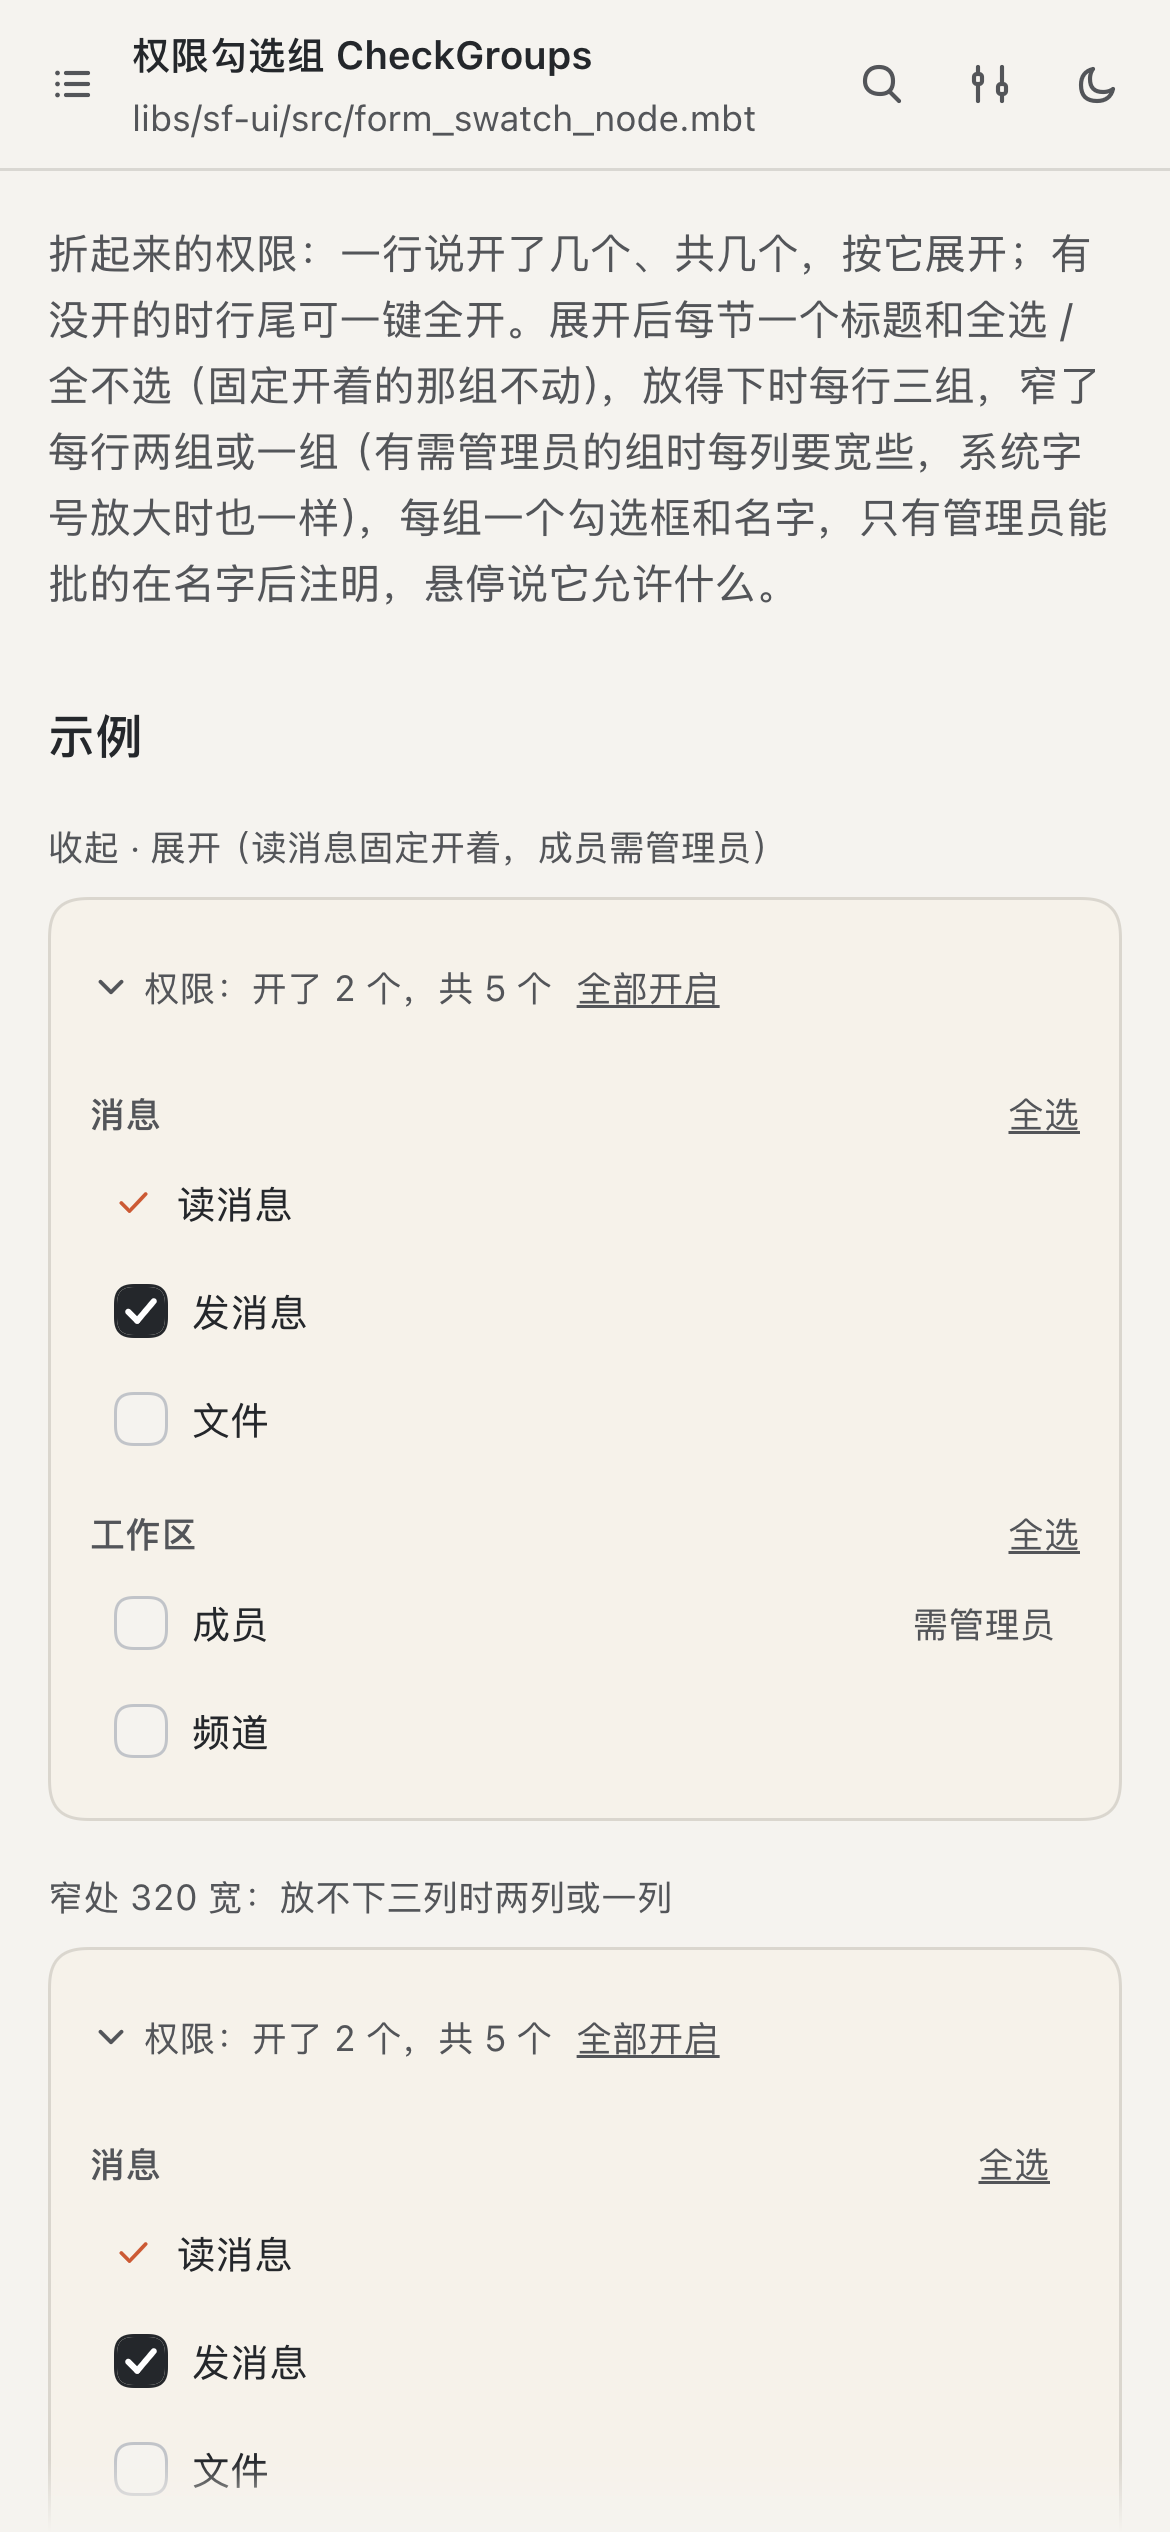 权限勾选组 CheckGroups
libs/sf-ui/src/form_swatch_node.mbt
折起来的权限：一行说开了几个、共几个，按它展开；有
没开的时行尾可一键全开。展开后每节一个标题和全选 /
全不选（固定开着的那组不动），放得下时每行三组，窄了
每行两组或一组（有需管理员的组时每列要宽些，系统字
号放大时也一样），每组一个勾选框和名字，只有管理员能
批的在名字后注明，悬停说它允许什么。
示例
收起 · 展开（读消息固定开着，成员需管理员）
权限：开了 2 个，共 5 个 全部开启
消息 全选
读消息
发消息
文件
工作区 全选
成员 需管理员
频道
窄处 320 宽：放不下三列时两列或一列
权限：开了 2 个，共 5 个 全部开启
消息 全选
读消息
发消息
文件